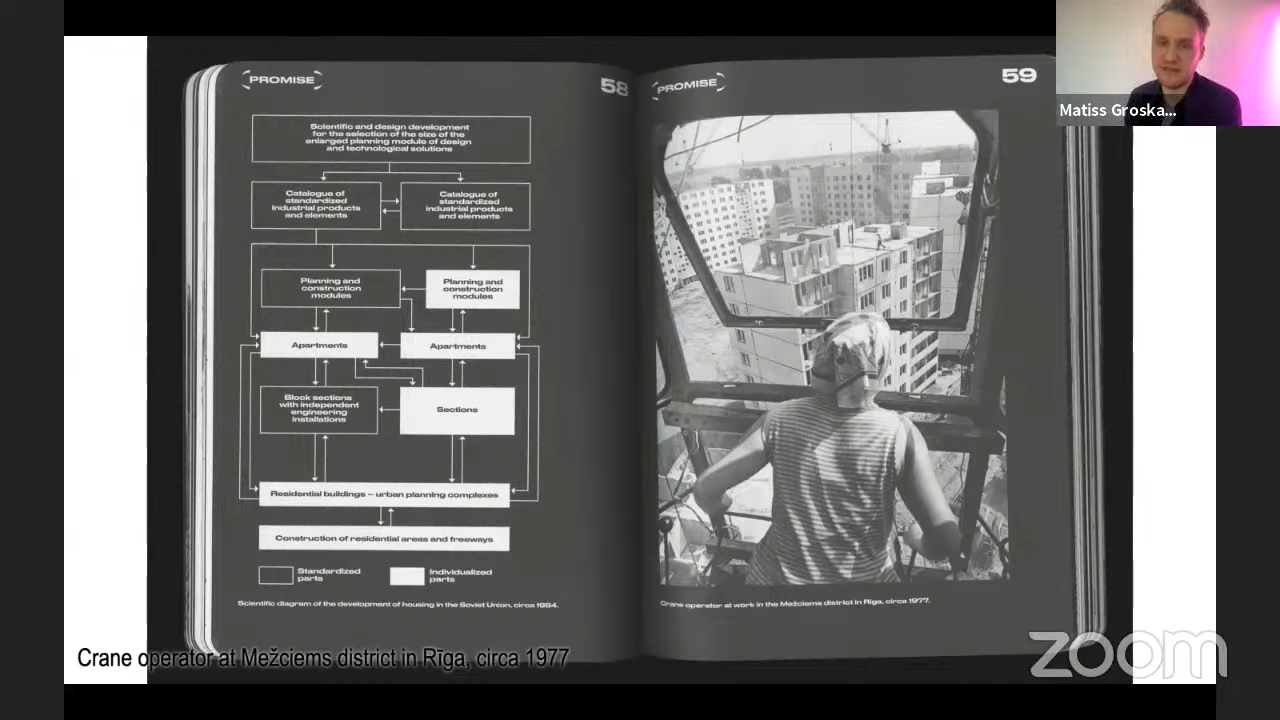 PROMISE
58
Scientific and design development
for the selection of the size of the
enlarged planning module of design
and technological solutions
Catalogue of
standardized
industrial products
and elements
Catalogue of
standardized
industrial products
and elements
Planning and
construction
modules
Planning and
construction
modules
Apartments
Apartments
Block sections
with independent
engineering
installations
Sections
Residential buildings – urban planning complexes
Construction of residential areas and freeways
Standardized
parts
Individualized
parts
Scientific diagram of the development of housing in the Soviet Union, circa 1984.
PROMISE
59
Crane operator at work in the Mežciems district in Rīga, circa 1977.
Matiss Groska...
Crane operator at Mežciems district in Rīga, circa 1977
zoom